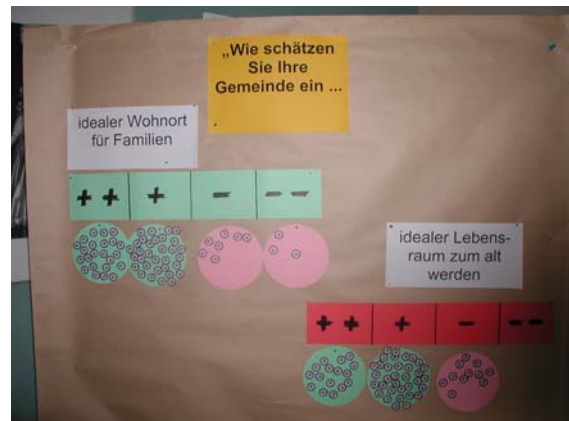 „Wie schätzen
Sie Ihre
Gemeinde ein ...
idealer Wohnort
für Familien
++ + - --
idealer Lebens-
raum zum alt
werden
++ + - --